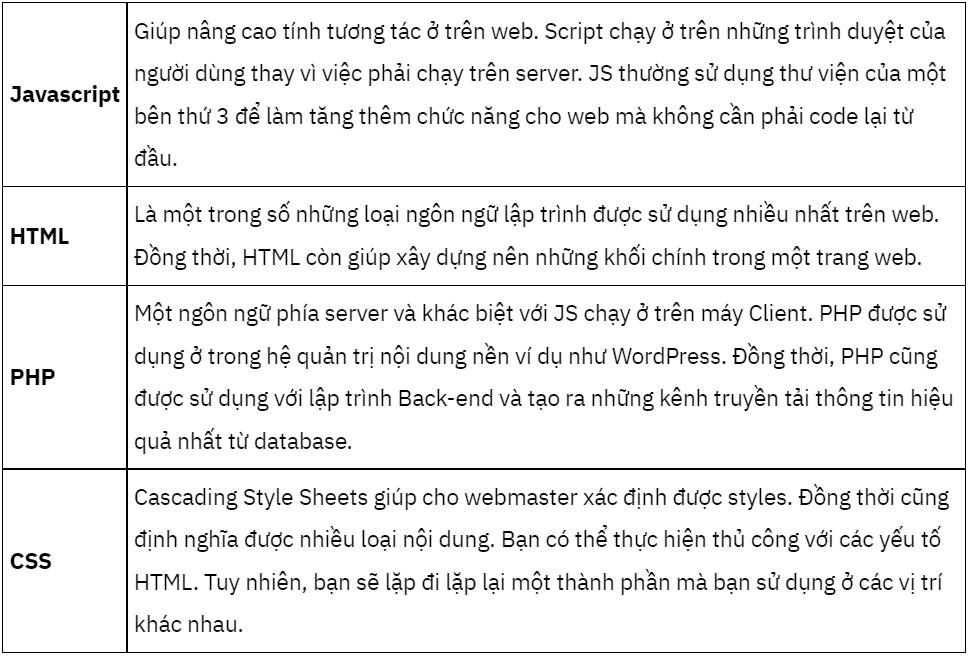 Javascript
Giúp nâng cao tính tương tác ở trên web. Script chạy ở trên những trình duyệt của
người dùng thay vì việc phải chạy trên server. JS thường sử dụng thư viện của một
bên thứ 3 để làm tăng thêm chức năng cho web mà không cần phải code lại từ
đầu.
HTML
Là một trong số những loại ngôn ngữ lập trình được sử dụng nhiều nhất trên web.
Đồng thời, HTML còn giúp xây dựng nên những khối chính trong một trang web.
PHP
Một ngôn ngữ phía server và khác biệt với JS chạy ở trên máy Client. PHP được sử
dụng ở trong hệ quản trị nội dung nền ví dụ như WordPress. Đồng thời, PHP cũng
được sử dụng với lập trình Back-end và tạo ra những kênh truyền tải thông tin hiệu
quả nhất từ database.
CSS
Cascading Style Sheets giúp cho webmaster xác định được styles. Đồng thời cũng
định nghĩa được nhiều loại nội dung. Bạn có thể thực hiện thủ công với các yếu tố
HTML. Tuy nhiên, bạn sẽ lặp đi lặp lại một thành phần mà bạn sử dụng ở các vị trí
khác nhau.